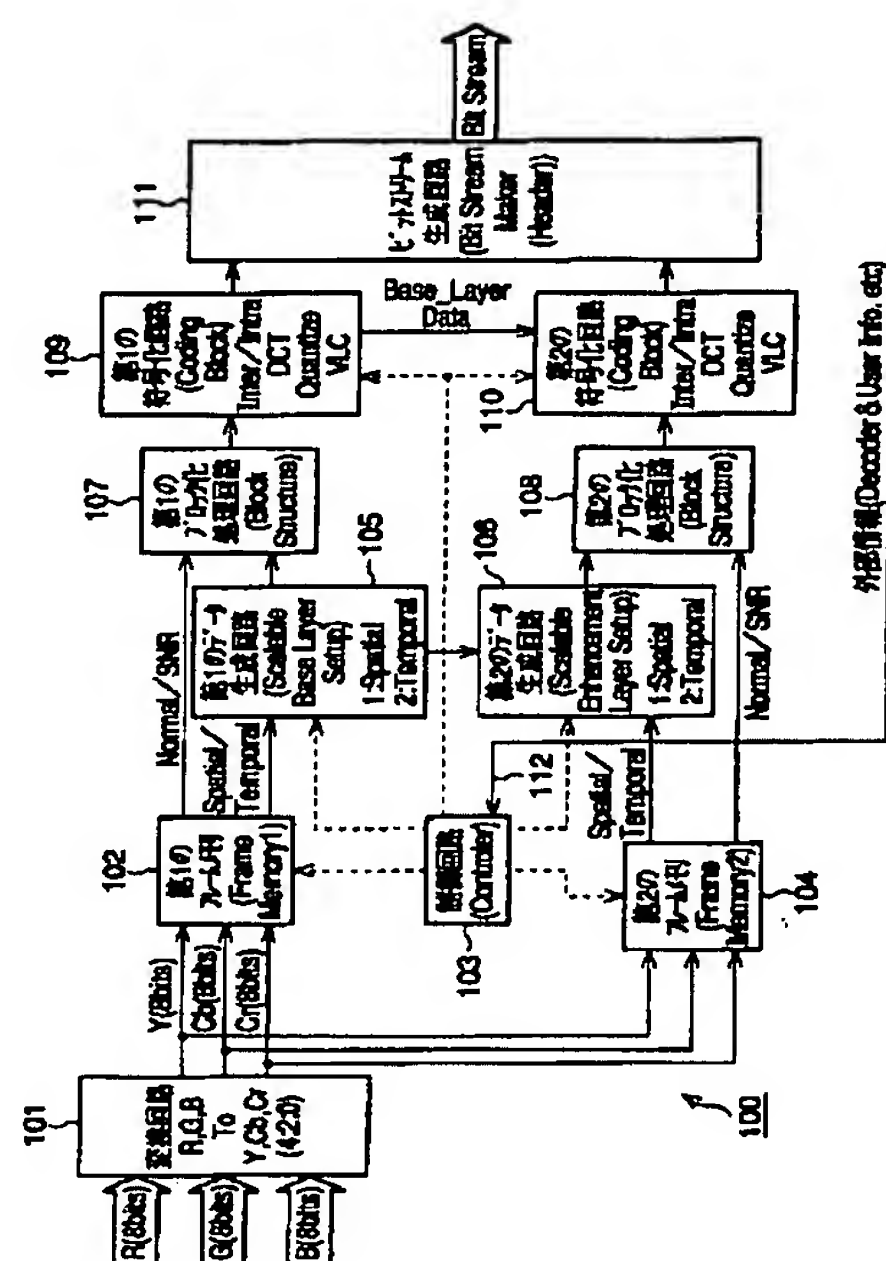 R(8bits)
G(8bits)
B(8bits)
101
変換回路
R,G,B
To
Y,Cb,Cr
(4:2:0)
Y(8bits)
Cb(8bits)
Cr(8bits)
102
第1の
フレームメモリ
(Frame
Memory1)
103
制御回路
(Controler)
第2の
フレームメモリ
(Frame
Memory2)
104
Normal/SNR
Spatial/
Temporal
112
Spatial/
Temporal
Normal/SNR
105
第1のデータ
生成回路
(Scalable
Base Layer
Setup)
1:Spatial
2:Temporal
106
第2のデータ
生成回路
(Scalable
Enhancement
Layer Setup)
1:Spatial
2:Temporal
107
第1の
ブロック化
処理回路
(Block
Structure)
108
第2の
ブロック化
処理回路
(Block
Structure)
109
第1の
符号化回路
(Coding
Block)
Inter/Intra
DCT
Quantize
VLC
Base_Layer
Data
110
第2の
符号化回路
(Coding
Block)
Inter/Intra
DCT
Quantize
VLC
111
ビットストリーム
生成回路
(Bit Stream
Maker
(Header))
Bit Stream
外部情報(Decoder & User Info, etc)
100